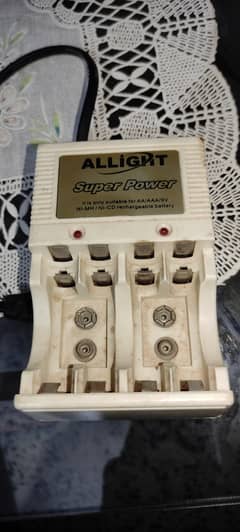 ALLIGHT
Super Power
It is only suitable for AA/AAA/9V
NI-MH / NI-CD rechargeable battery